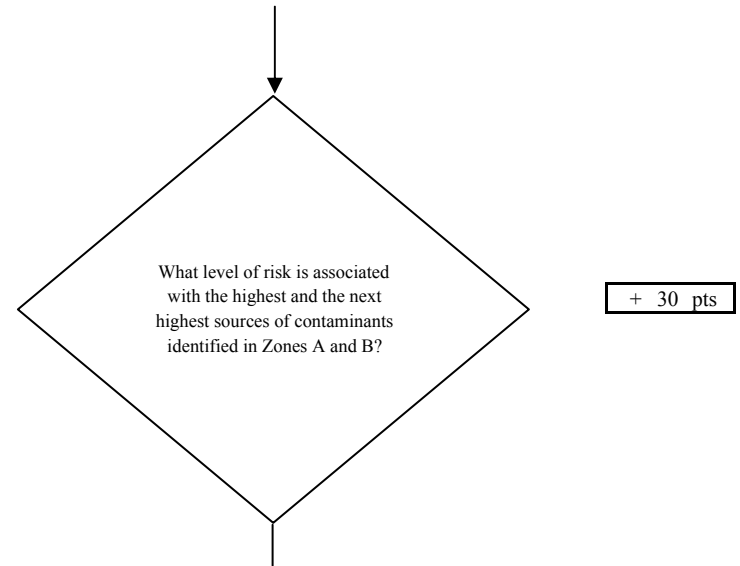 What level of risk is associated
with the highest and the next
highest sources of contaminants
identified in Zones A and B?
+ 30 pts